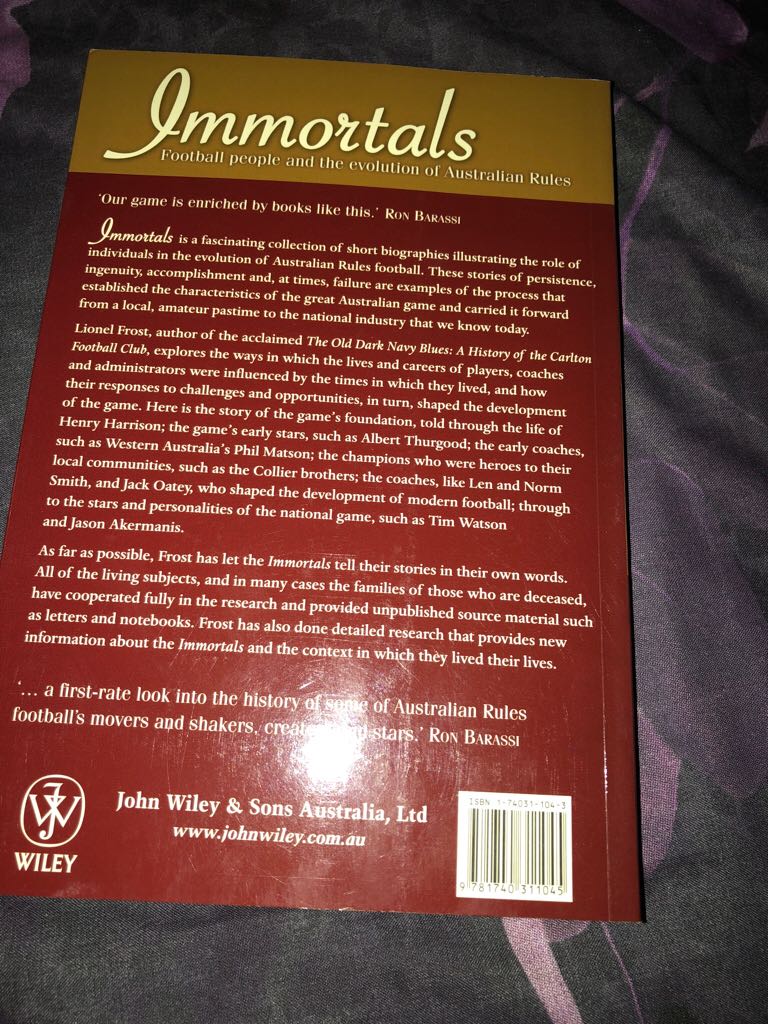 Immortals
Football people and the evolution of Australian Rules
'Our game is enriched by books like this.' RON BARASSI
Immortals is a fascinating collection of short biographies illustrating the role of
individuals in the evolution of Australian Rules football. These stories of persistence,
ingenuity, accomplishment and, at times, failure are examples of the process that
established the characteristics of the great Australian game and carried it forward
from a local, amateur pastime to the national industry that we know today.
Lionel Frost, author of the acclaimed The Old Dark Navy Blues: A History of the Carlton
Football Club, explores the ways in which the lives and careers of players, coaches
and administrators were influenced by the times in which they lived, and how
their responses to challenges and opportunities, in turn, shaped the development
of the game. Here is the story of the game's foundation, told through the life of
Henry Harrison; the game's early stars, such as Albert Thurgood; the early coaches,
such as Western Australia's Phil Matson; the champions who were heroes to their
local communities, such as the Collier brothers; the coaches, like Len and Norm
Smith, and Jack Oatey, who shaped the development of modern football; through
to the stars and personalities of the national game, such as Tim Watson
and Jason Akermanis.
As far as possible, Frost has let the Immortals tell their stories in their own words.
All of the living subjects, and in many cases the families of those who are deceased,
have cooperated fully in the research and provided unpublished source material such
as letters and notebooks. Frost has also done detailed research that provides new
information about the Immortals and the context in which they lived their lives.
'... a first-rate look into the history of some of Australian Rules
football's movers and shakers, stars.' RON BARASSI
John Wiley & Sons Australia, Ltd
www.johnwiley.com.au
WILEY
ISBN 1-74031-104-3
9 781740 311045